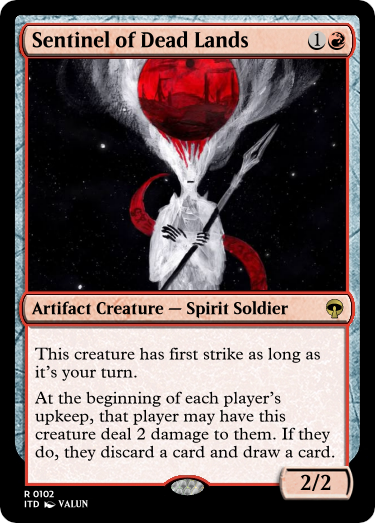 Sentinel of Dead Lands 1
Artifact Creature — Spirit Soldier
This creature has first strike as long as
it's your turn.
At the beginning of each player's
upkeep, that player may have this
creature deal 2 damage to them. If they
do, they discard a card and draw a card.
2/2
R 0102
ITD VALUN